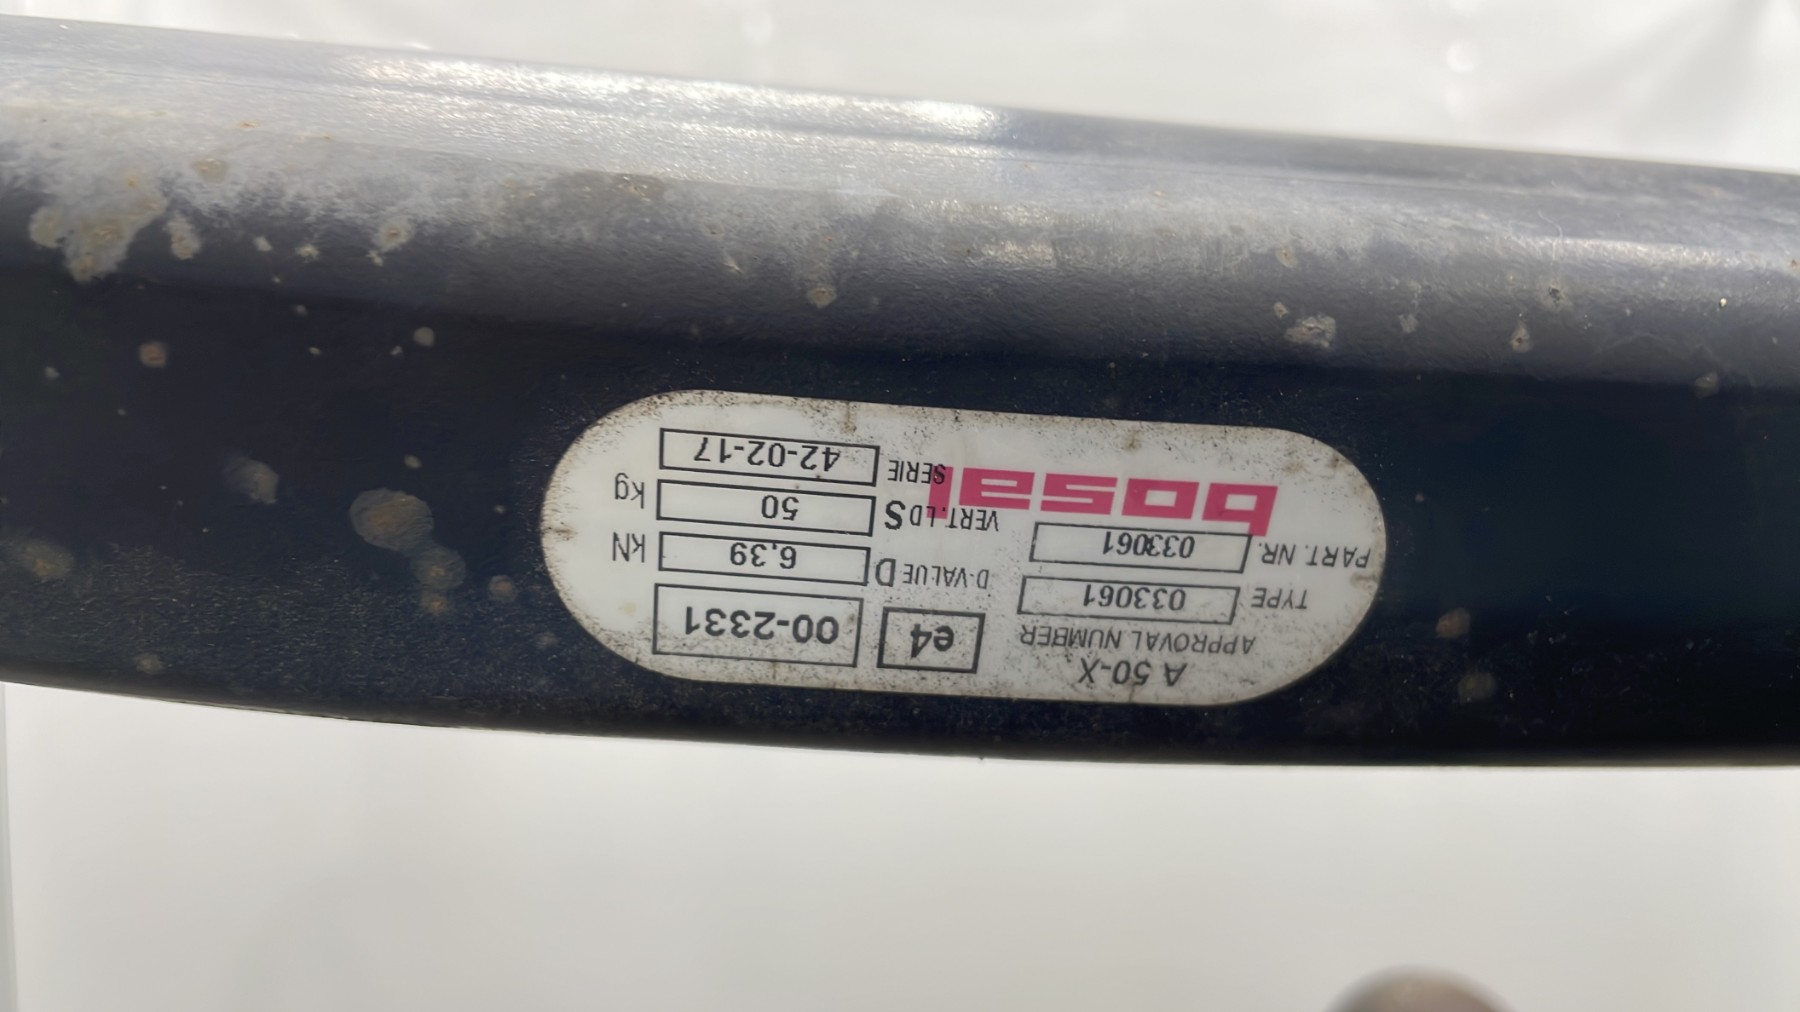 A 50-X
APPROVAL NUMBER e4 00-2331
TYPE 033061 D-VALUE D 6,39 kN
PART. NR. 033061 VERT. LD S 50 kg
bosal SERIE 42-02-17